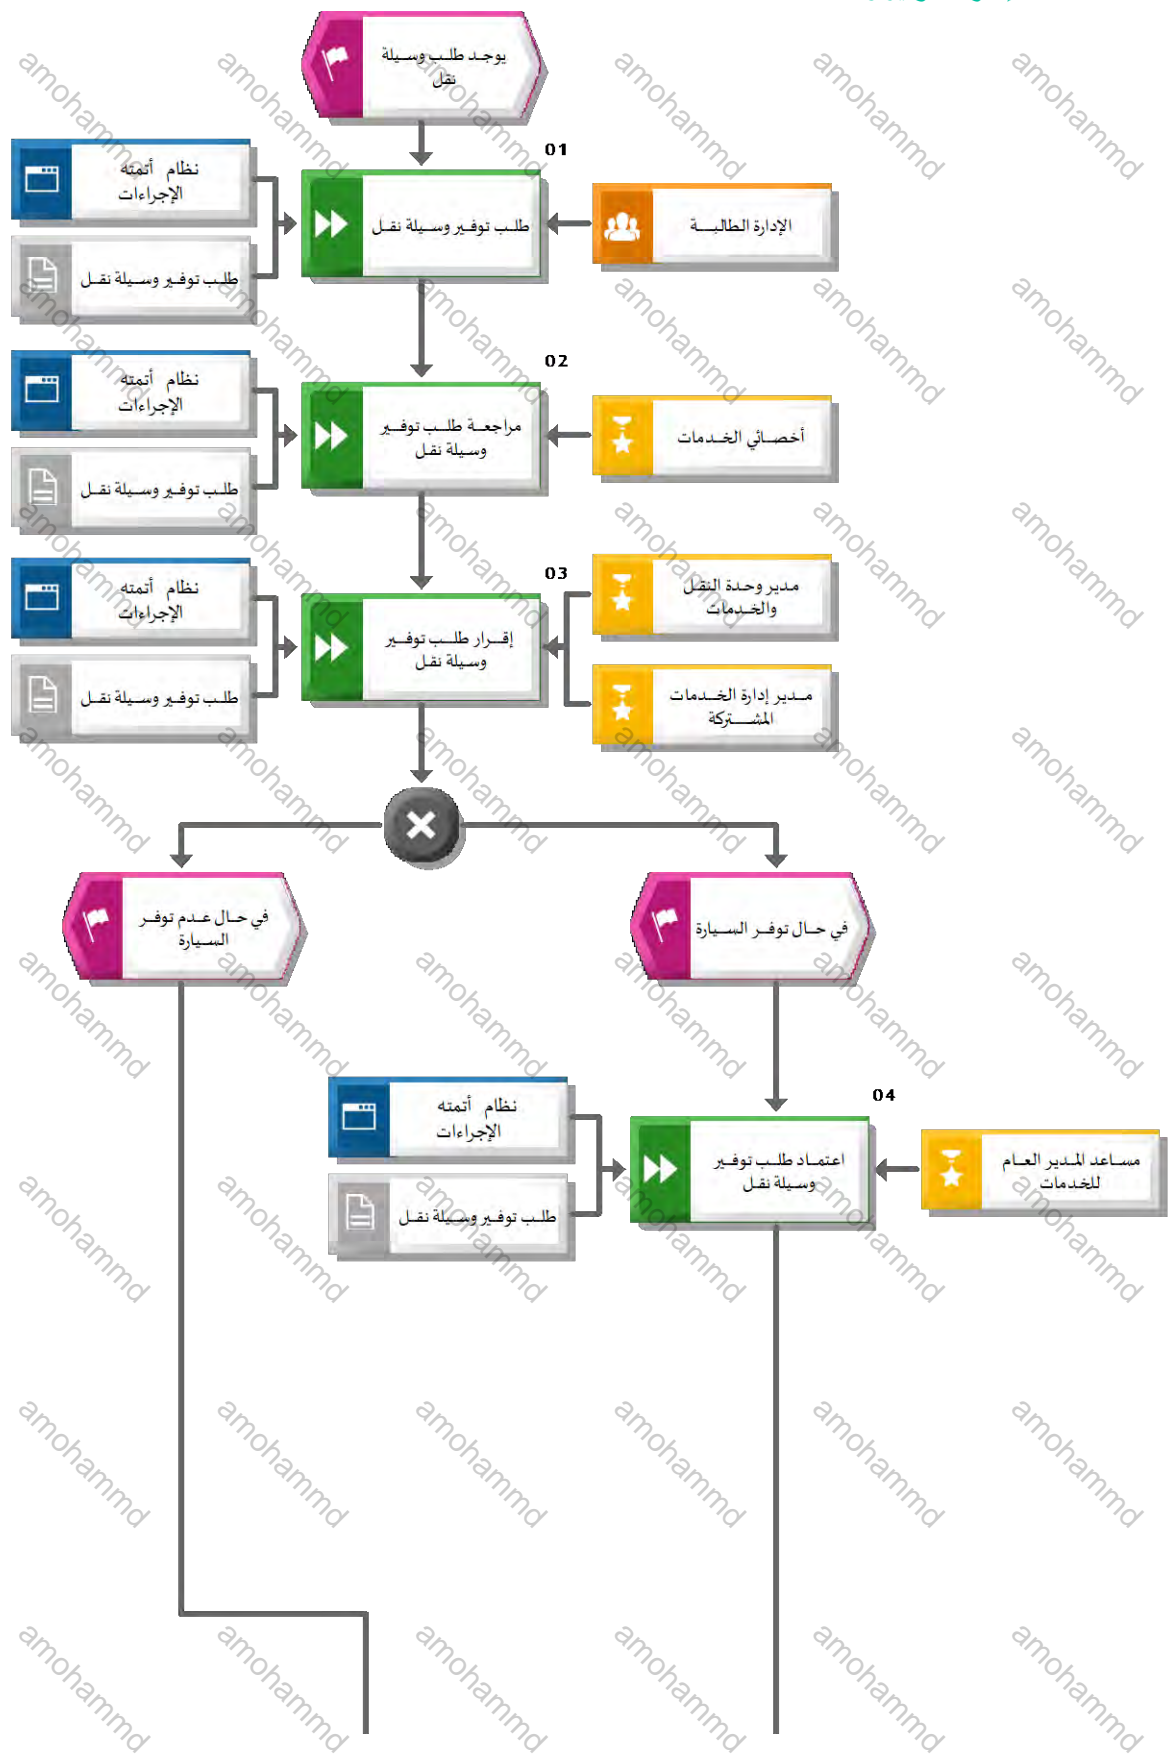 يوجد طلب وسيلة
نقل
01
نظام أتمته
الإجراءات
طلب توفير وسيلة نقل
طلب توفير وسيلة نقل
الإدارة الطالبة
02
نظام أتمته
الإجراءات
طلب توفير وسيلة نقل
مراجعة طلب توفير
وسيلة نقل
أخصائي الخدمات
03
نظام أتمته
الإجراءات
طلب توفير وسيلة نقل
إقرار طلب توفير
وسيلة نقل
مدير وحدة النقل
والخدمات
مدير إدارة الخدمات
المشتركة
في حال توفر السيارة
في حال عدم توفر
السيارة
04
نظام أتمته
الإجراءات
طلب توفير وسيلة نقل
اعتماد طلب توفير
وسيلة نقل
مساعد المدير العام
للخدمات
amohammd